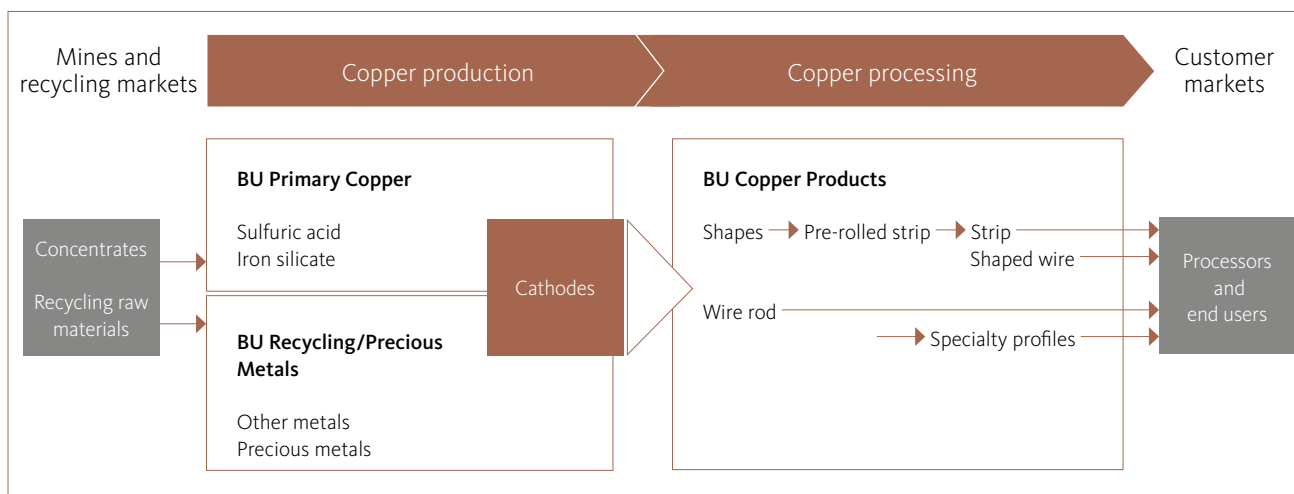 Mines and
recycling markets
Copper production
Copper processing
Customer
markets
Concentrates
Recycling raw
materials
BU Primary Copper
Sulfuric acid
Iron silicate
BU Recycling/Precious
Metals
Other metals
Precious metals
Cathodes
BU Copper Products
Shapes
Pre-rolled strip
Strip
Shaped wire
Wire rod
Specialty profiles
Processors
and
end users